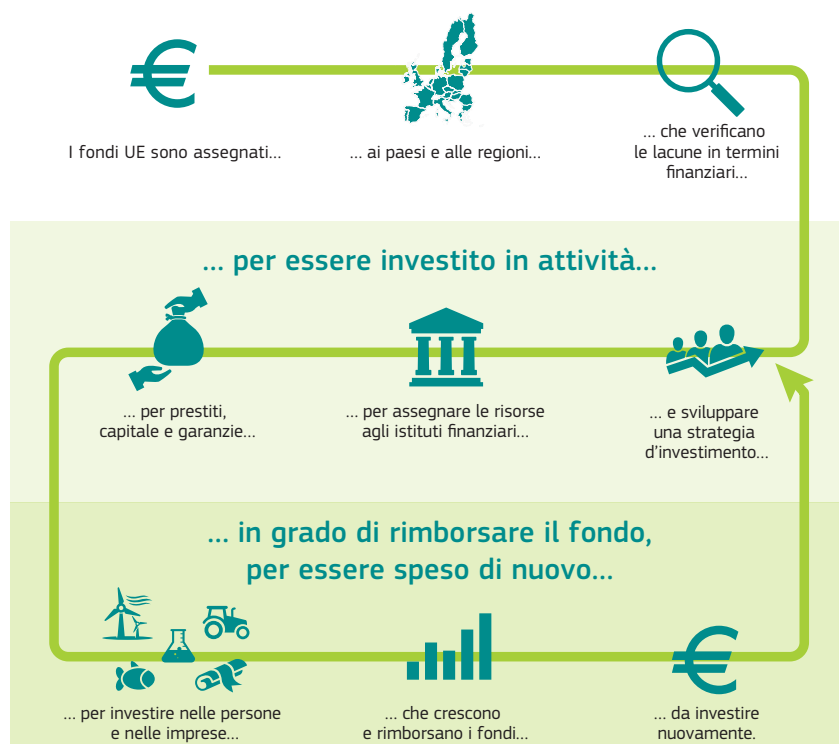 I fondi UE sono assegnati...
... ai paesi e alle regioni...
... che verificano
le lacune in termini
finanziari...
... per essere investito in attività...
... per prestiti,
capitale e garanzie...
... per assegnare le risorse
agli istituti finanziari...
... e sviluppare
una strategia
d'investimento...
... in grado di rimborsare il fondo,
per essere speso di nuovo...
... per investire nelle persone
e nelle imprese...
... che crescono
e rimborsano i fondi...
... da investire
nuovamente.